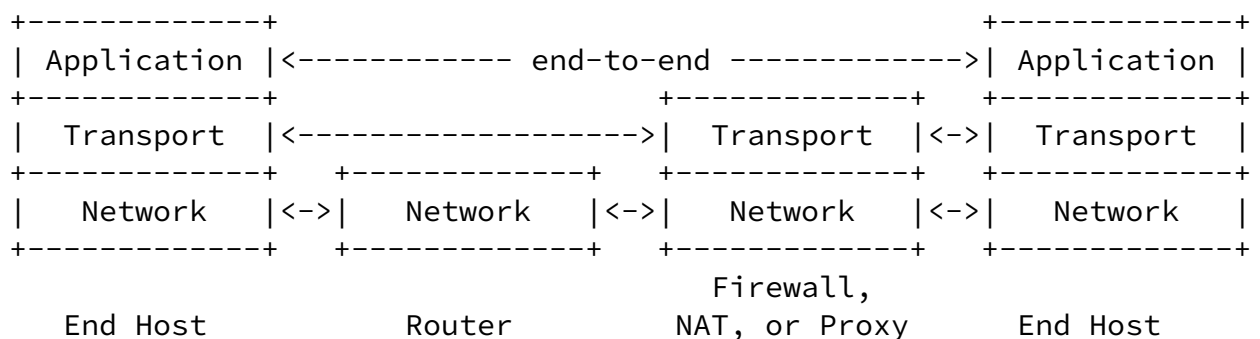 +-------------+                                       +-------------+
| Application |<------------ end-to-end ------------->| Application |
+-------------+                     +-------------+   +-------------+
|  Transport  |<------------------->|  Transport  |<->|  Transport  |
+-------------+   +-------------+   +-------------+   +-------------+
|   Network   |<->|   Network   |<->|   Network   |<->|   Network   |
+-------------+   +-------------+   +-------------+   +-------------+
                                       Firewall,
   End Host           Router         NAT, or Proxy      End Host